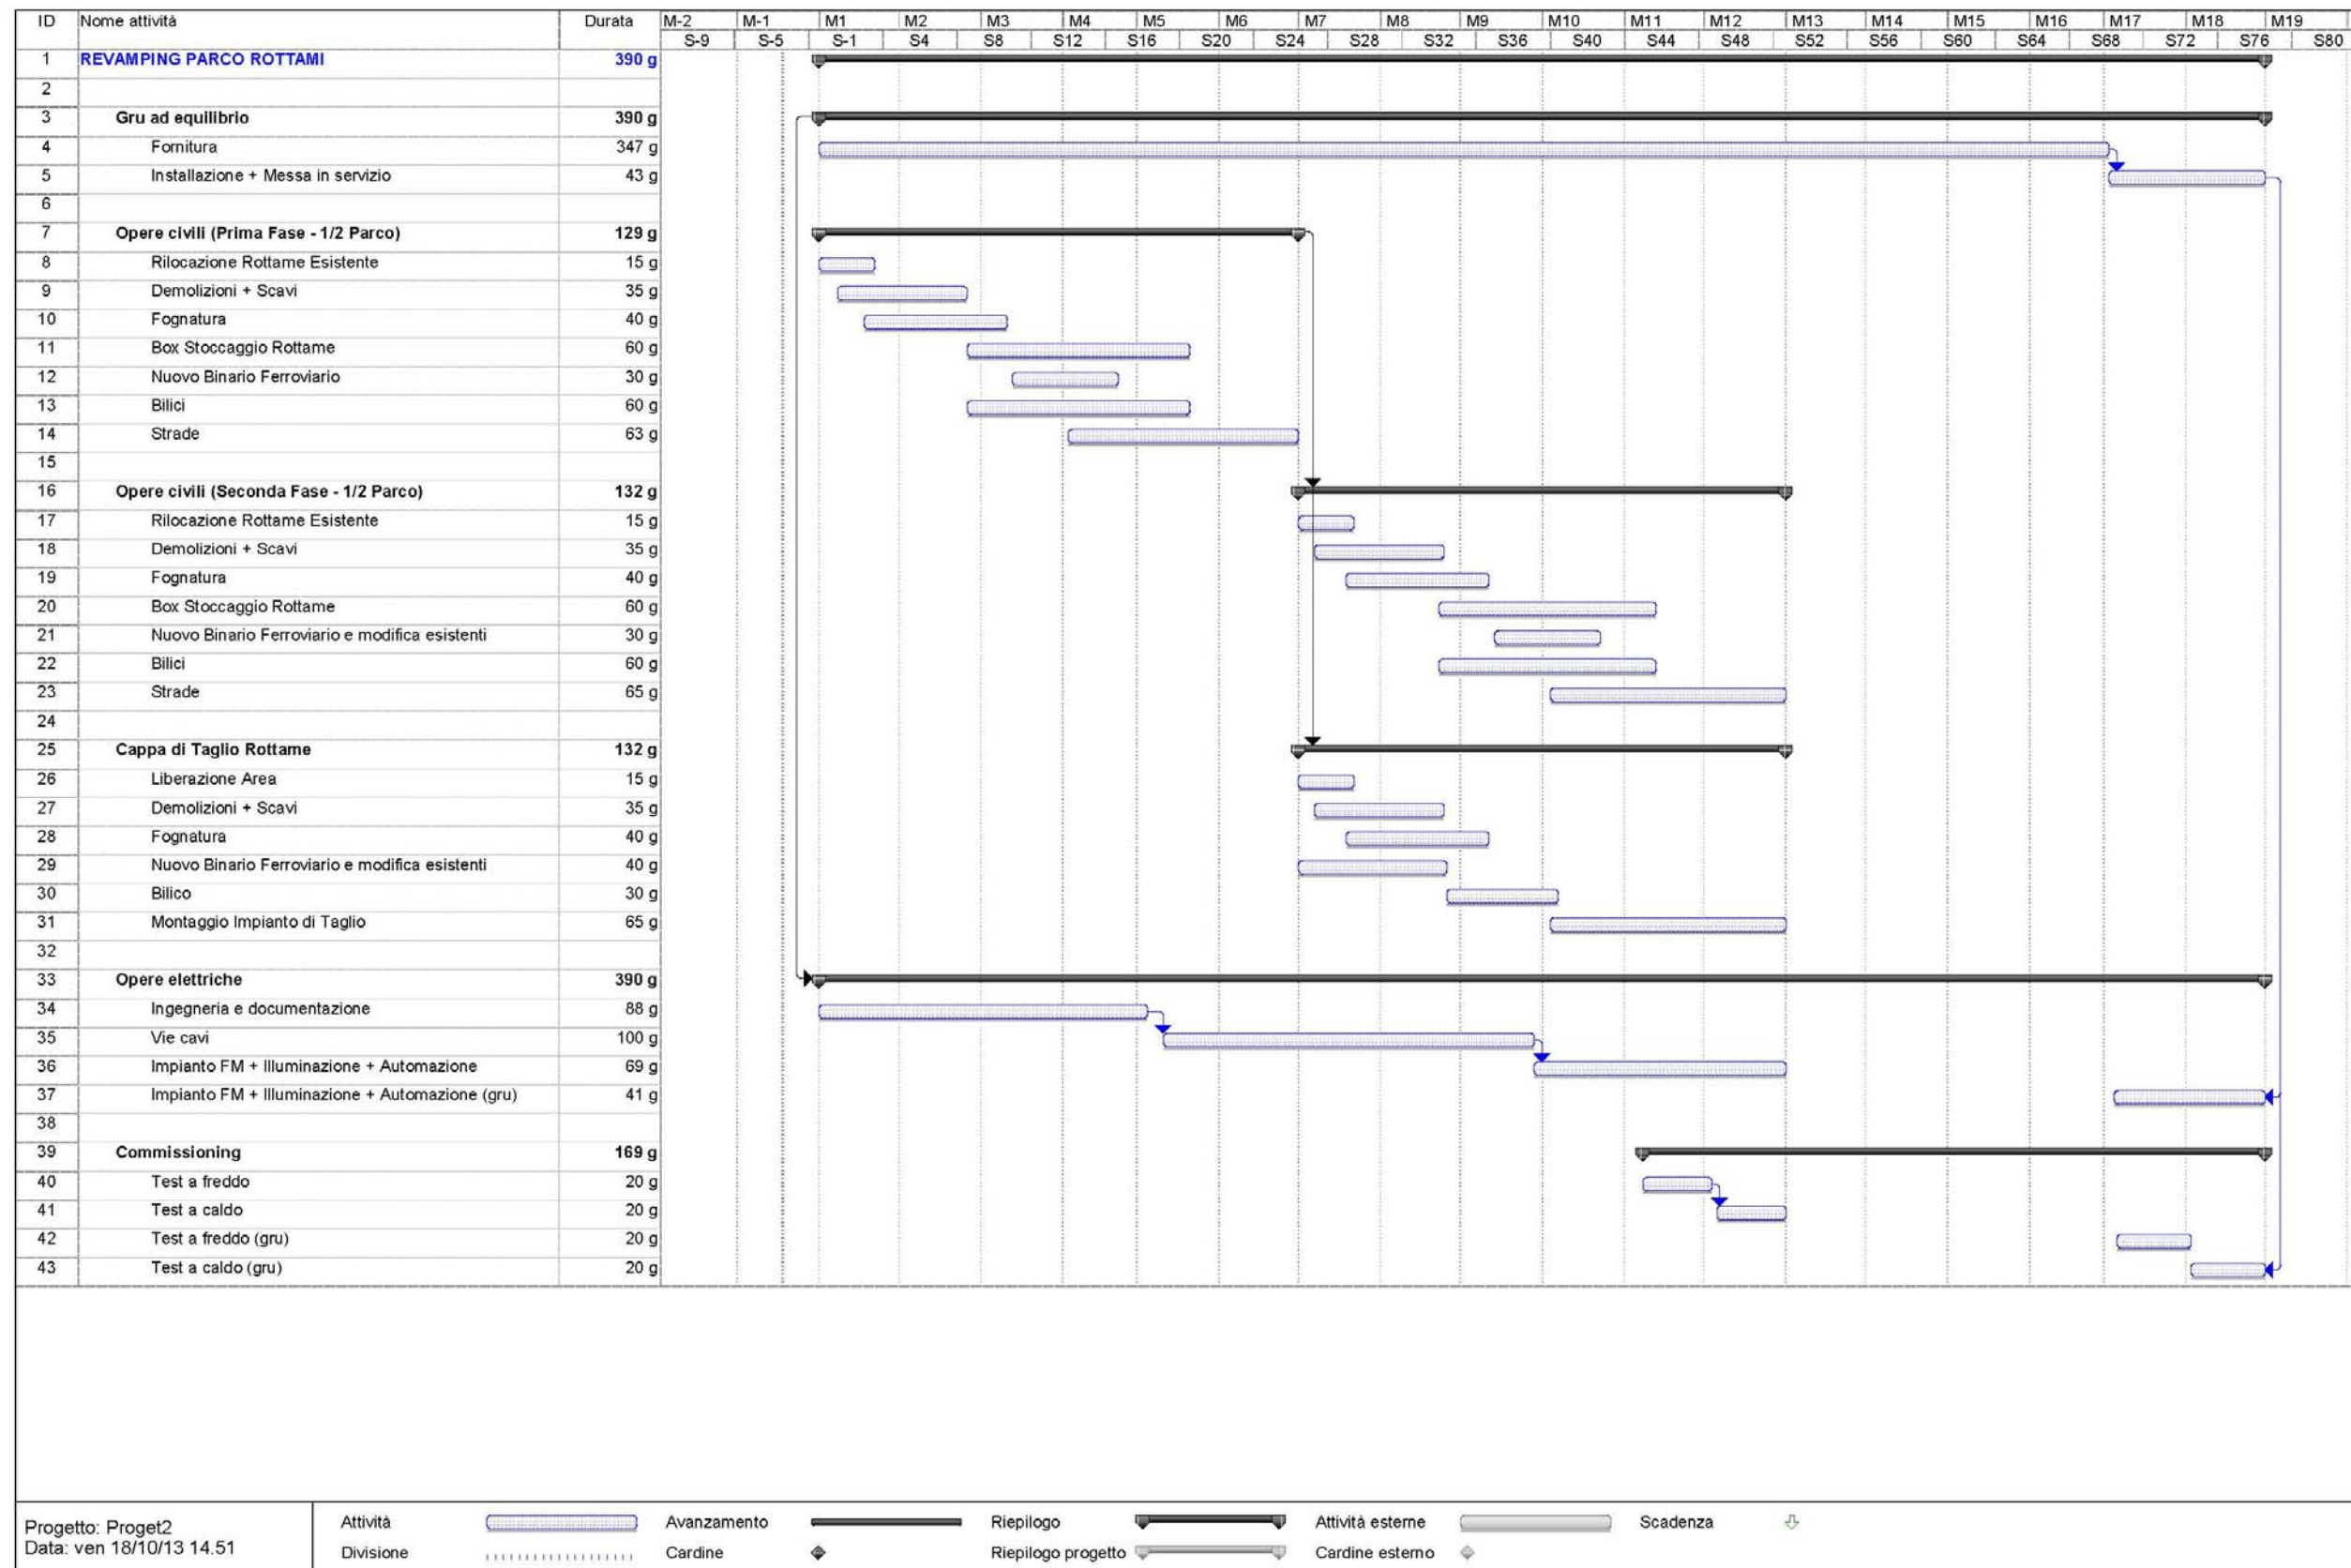 ID Nome attività Durata M-2 M-1 M1 M2 M3 M4 M5 M6 M7 M8 M9 M10 M11 M12 M13 M14 M15 M16 M17 M18 M19
S-9 S-5 S-1 S4 S8 S12 S16 S20 S24 S28 S32 S36 S40 S44 S48 S52 S56 S60 S64 S68 S72 S76 S80
1 REVAMPING PARCO ROTTAMI 390 g
2
3 Gru ad equilibrio 390 g
4 Fornitura 347 g
5 Installazione + Messa in servizio 43 g
6
7 Opere civili (Prima Fase - 1/2 Parco) 129 g
8 Rilocazione Rottame Esistente 15 g
9 Demolizioni + Scavi 35 g
10 Fognatura 40 g
11 Box Stoccaggio Rottame 60 g
12 Nuovo Binario Ferroviario 30 g
13 Bilici 60 g
14 Strade 63 g
15
16 Opere civili (Seconda Fase - 1/2 Parco) 132 g
17 Rilocazione Rottame Esistente 15 g
18 Demolizioni + Scavi 35 g
19 Fognatura 40 g
20 Box Stoccaggio Rottame 60 g
21 Nuovo Binario Ferroviario e modifica esistenti 30 g
22 Bilici 60 g
23 Strade 65 g
24
25 Cappa di Taglio Rottame 132 g
26 Liberazione Area 15 g
27 Demolizioni + Scavi 35 g
28 Fognatura 40 g
29 Nuovo Binario Ferroviario e modifica esistenti 40 g
30 Bilico 30 g
31 Montaggio Impianto di Taglio 65 g
32
33 Opere elettriche 390 g
34 Ingegneria e documentazione 88 g
35 Vie cavi 100 g
36 Impianto FM + Illuminazione + Automazione 69 g
37 Impianto FM + Illuminazione + Automazione (gru) 41 g
38
39 Commissioning 169 g
40 Test a freddo 20 g
41 Test a caldo 20 g
42 Test a freddo (gru) 20 g
43 Test a caldo (gru) 20 g
Progetto: Proget2
Data: ven 18/10/13 14.51
Attività Avanzamento Riepilogo Attività esterne Scadenza
Divisione Cardine Riepilogo progetto Cardine esterno